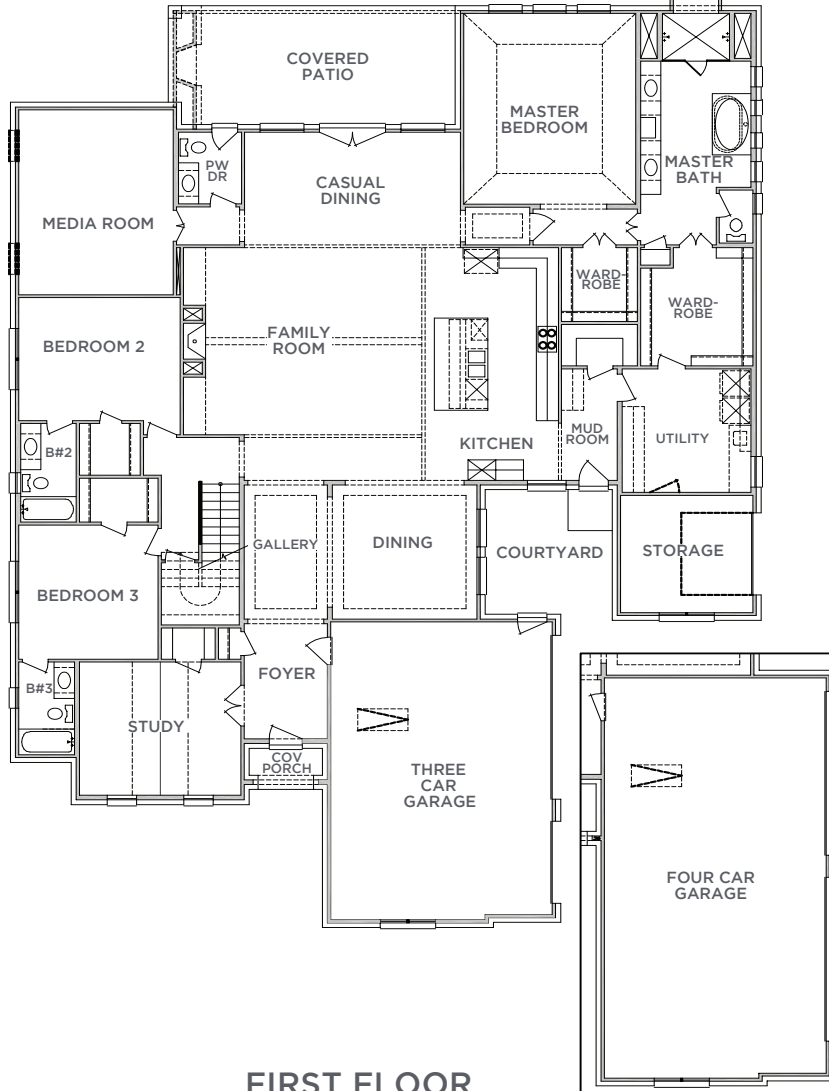 COVERED
PATIO
MASTER
BEDROOM
MASTER
BATH
PW
DR
CASUAL
DINING
MEDIA ROOM
WARD-
ROBE
WARD-
ROBE
FAMILY
ROOM
BEDROOM 2
KITCHEN
MUD
ROOM
UTILITY
B#2
GALLERY
DINING
COURTYARD
STORAGE
BEDROOM 3
B#3
FOYER
STUDY
COV
PORCH
THREE
CAR
GARAGE
FOUR CAR
GARAGE
FIRST FLOOR